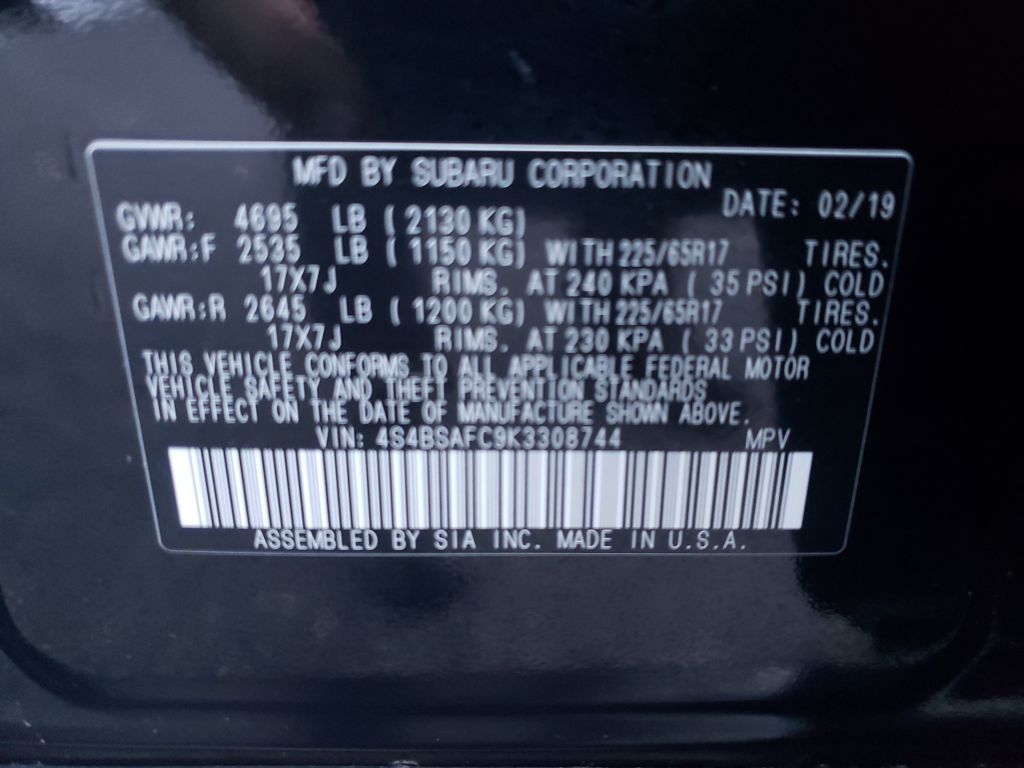 MFD BY SUBARU CORPORATION
DATE: 02/19
GVWR: 4695 LB ( 2130 KG)
GAWR:F 2535 LB ( 1150 KG) WITH 225/65R17 TIRES.
17X7J RIMS. AT 240 KPA ( 35 PSI) COLD
GAWR:R 2645 LB ( 1200 KG) WITH 225/65R17 TIRES.
17X7J RIMS. AT 230 KPA ( 33 PSI) COLD
THIS VEHICLE CONFORMS TO ALL APPLICABLE FEDERAL MOTOR
VEHICLE SAFETY AND THEFT PREVENTION STANDARDS
IN EFFECT ON THE DATE OF MANUFACTURE SHOWN ABOVE.
VIN: 4S4BSAFC9K3308744 MPV
ASSEMBLED BY SIA INC. MADE IN U.S.A.